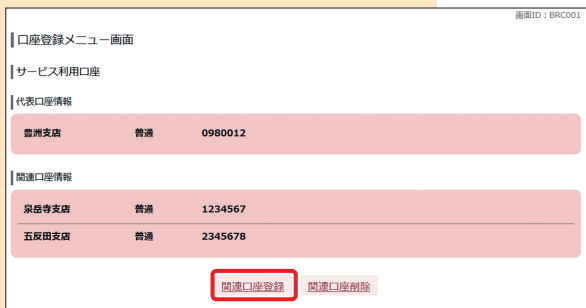 画面ID：BRC001
口座登録メニュー画面
サービス利用口座
代表口座情報
豊洲支店 普通 0980012
関連口座情報
泉岳寺支店 普通 1234567
五反田支店 普通 2345678
関連口座登録 関連口座削除